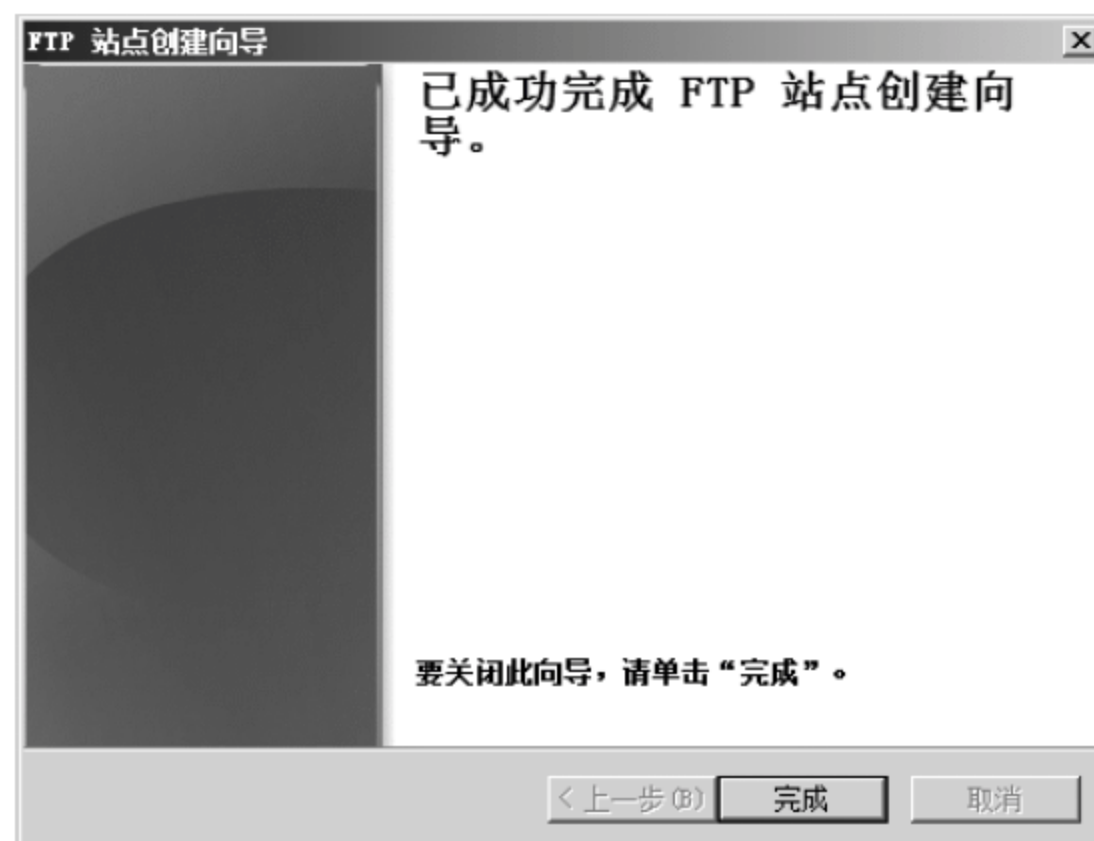 FTP 站点创建向导
已成功完成 FTP 站点创建向
导。
要关闭此向导，请单击“完成”。
< 上一步(B)
完成
取消